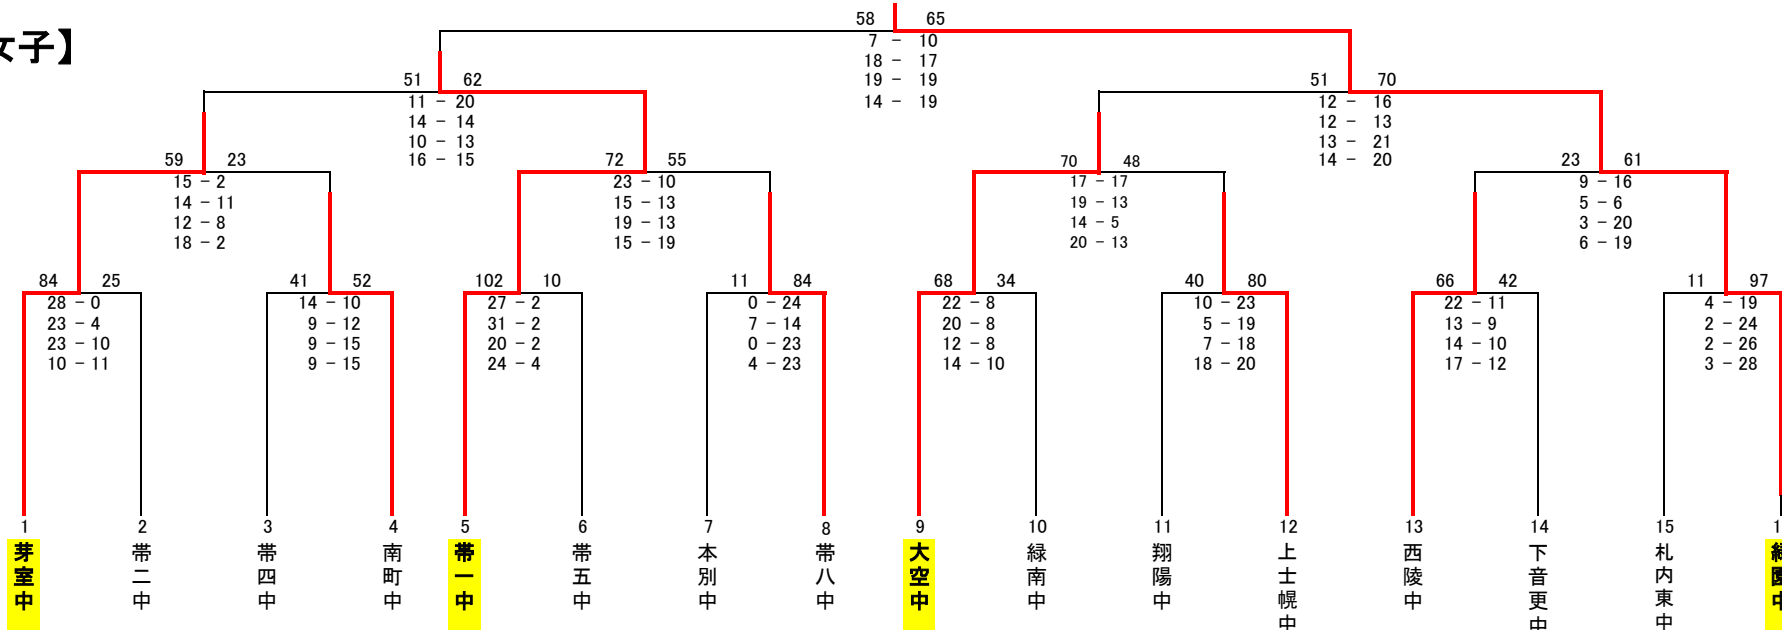 女子】
58 65
7 － 10
18 － 17
19 － 19
14 － 19
51 62
11 － 20
14 － 14
10 － 13
16 － 15
51 70
12 － 16
12 － 13
13 － 21
14 － 20
59 23
15 － 2
14 － 11
12 － 8
18 － 2
72 55
23 － 10
15 － 13
19 － 13
15 － 19
70 48
17 － 17
19 － 13
14 － 5
20 － 13
23 61
9 － 16
5 － 6
3 － 20
6 － 19
84 25
28 － 0
23 － 4
23 － 10
10 － 11
41 52
14 － 10
9 － 12
9 － 15
9 － 15
102 10
27 － 2
31 － 2
20 － 2
24 － 4
11 84
0 － 24
7 － 14
0 － 23
4 － 23
68 34
22 － 8
20 － 8
12 － 8
14 － 10
40 80
10 － 23
5 － 19
7 － 18
18 － 20
66 42
22 － 11
13 － 9
14 － 10
17 － 12
11 97
4 － 19
2 － 24
2 － 26
3 － 28
1
芽室中
2
帯二中
3
帯四中
4
南町中
5
帯一中
6
帯五中
7
本別中
8
帯八中
9
大空中
10
緑南中
11
翔陽中
12
上士幌中
13
西陵中
14
下音更中
15
札内東中
1
緑園中